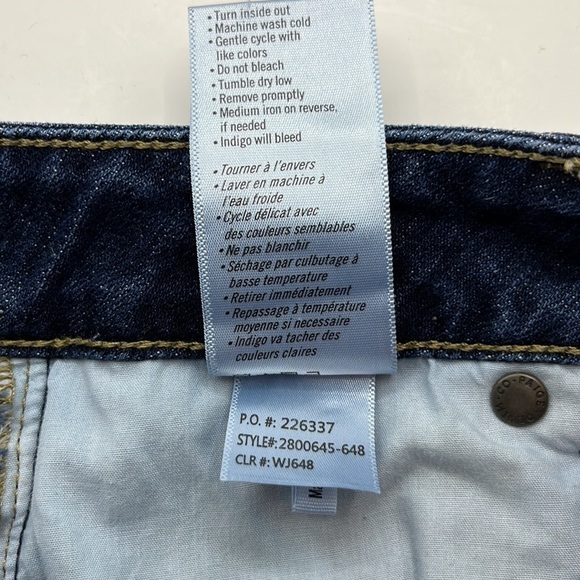 • Turn inside out
• Machine wash cold
• Gentle cycle with
like colors
• Do not bleach
• Tumble dry low
• Remove promptly
• Medium iron on reverse,
if needed
• Indigo will bleed
• Tourner à l'envers
• Laver en machine à
l'eau froide
• Cycle délicat avec
des couleurs semblables
• Ne pas blanchir
• Séchage par culbutage à
basse temperature
• Retirer immédiatement
• Repassage à température
moyenne si necessaire
• Indigo va tacher des
couleurs claires
P.O. #: 226337
STYLE#: 2800645-648
CLR #: WJ648
PAIGE